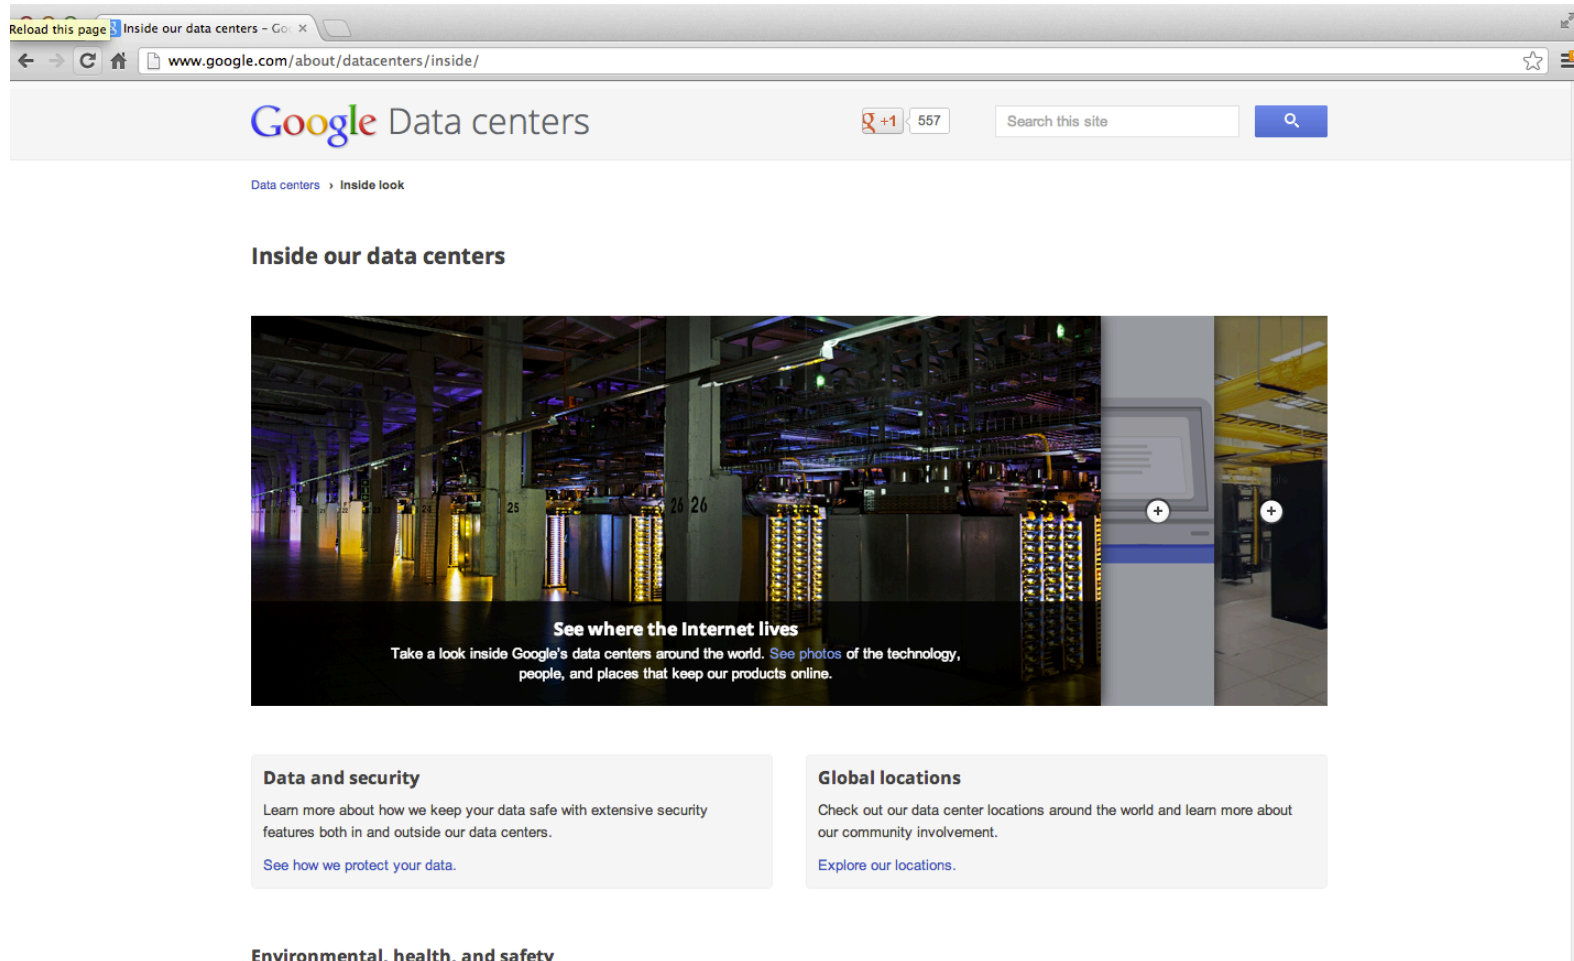 Reload this page
Inside our data centers – Goo
www.google.com/about/datacenters/inside/
Google Data centers
g +1 557
Search this site
Data centers › Inside look
Inside our data centers
24 25 26 26
See where the Internet lives
Take a look inside Google's data centers around the world. See photos of the technology,
people, and places that keep our products online.
Data and security
Learn more about how we keep your data safe with extensive security
features both in and outside our data centers.
See how we protect your data.
Global locations
Check out our data center locations around the world and learn more about
our community involvement.
Explore our locations.
Environmental, health, and safety